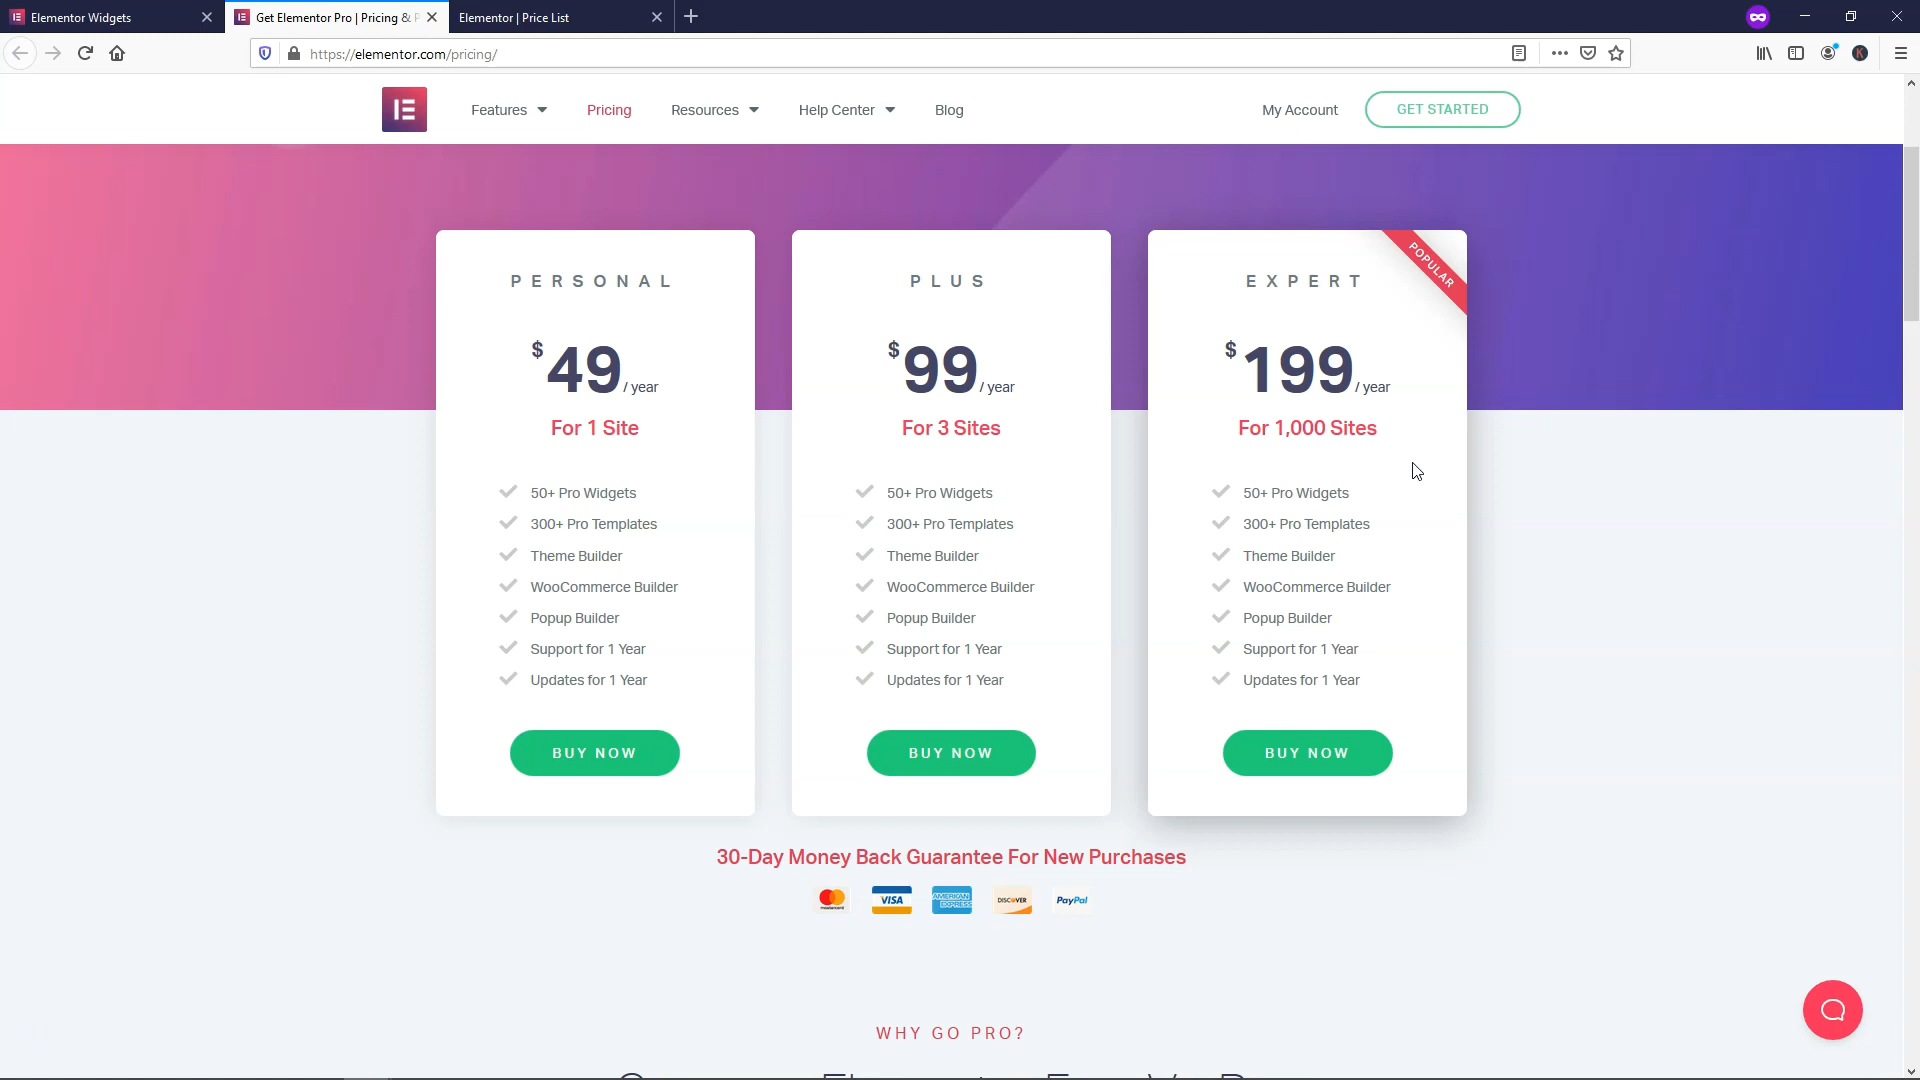 Elementor Widgets
Get Elementor Pro | Pricing & P
Elementor | Price List
https://elementor.com/pricing/
Features
Pricing
Resources
Help Center
Blog
My Account
GET STARTED
PERSONAL
$49/ year
For 1 Site
50+ Pro Widgets
300+ Pro Templates
Theme Builder
WooCommerce Builder
Popup Builder
Support for 1 Year
Updates for 1 Year
BUY NOW
PLUS
$99/ year
For 3 Sites
50+ Pro Widgets
300+ Pro Templates
Theme Builder
WooCommerce Builder
Popup Builder
Support for 1 Year
Updates for 1 Year
BUY NOW
POPULAR
EXPERT
$199/ year
For 1,000 Sites
50+ Pro Widgets
300+ Pro Templates
Theme Builder
WooCommerce Builder
Popup Builder
Support for 1 Year
Updates for 1 Year
BUY NOW
30-Day Money Back Guarantee For New Purchases
mastercard
VISA
AMERICAN EXPRESS
DISCOVER
PayPal
WHY GO PRO?